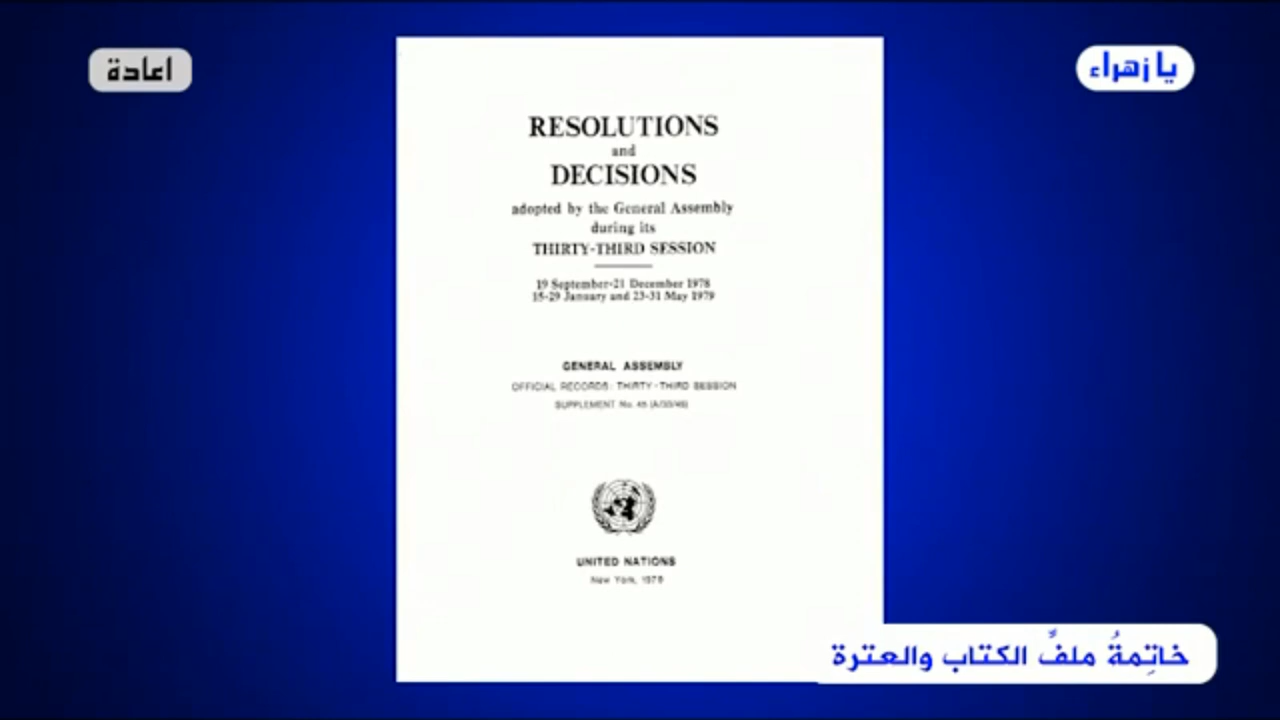 اعادة
يا زهراء
RESOLUTIONS
and
DECISIONS
adopted by the General Assembly
during its
THIRTY-THIRD SESSION
19 September-21 December 1978
15-29 January and 23-31 May 1979
GENERAL ASSEMBLY
OFFICIAL RECORDS: THIRTY-THIRD SESSION
SUPPLEMENT No. 45 (A/33/45)
UNITED NATIONS
New York, 1979
خاتِمةُ ملفِّ الكتاب والعترة